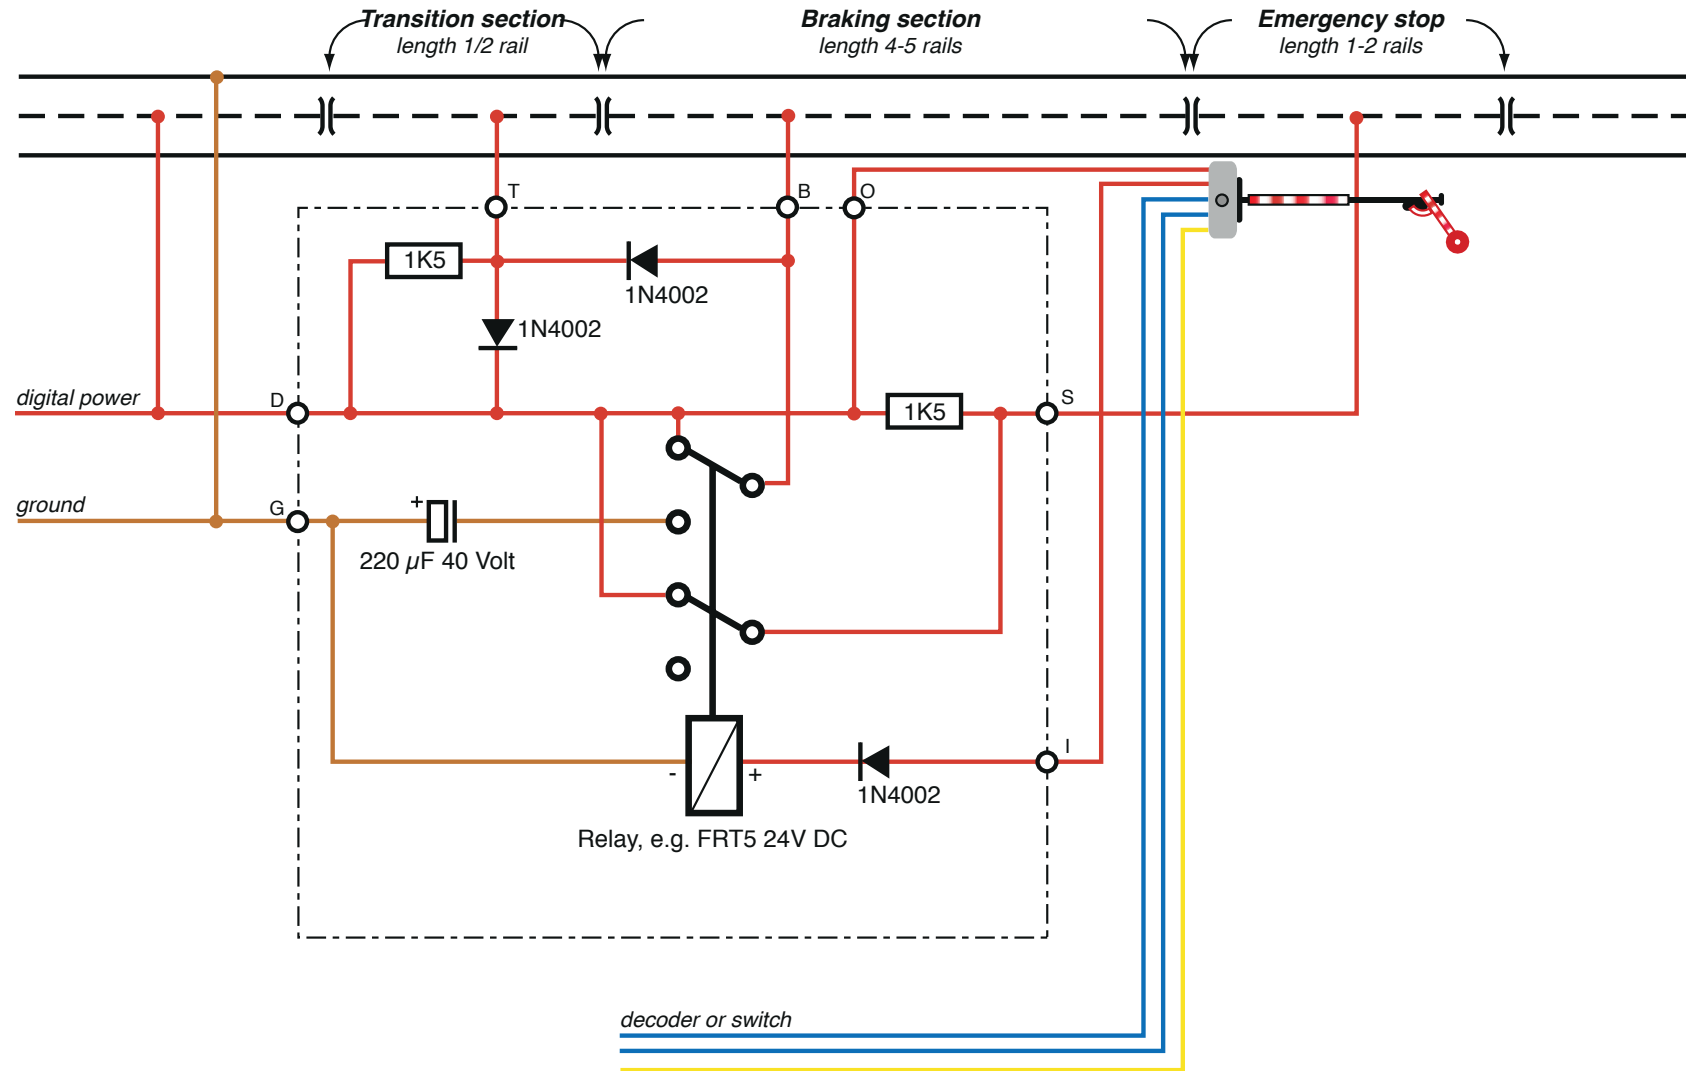 Transition section
length 1/2 rail
Braking section
length 4-5 rails
Emergency stop
length 1-2 rails
T
B
O
1K5
1N4002
1N4002
digital power
D
1K5
S
ground
G
+
220 µF 40 Volt
I
-
+
1N4002
Relay, e.g. FRT5 24V DC
decoder or switch